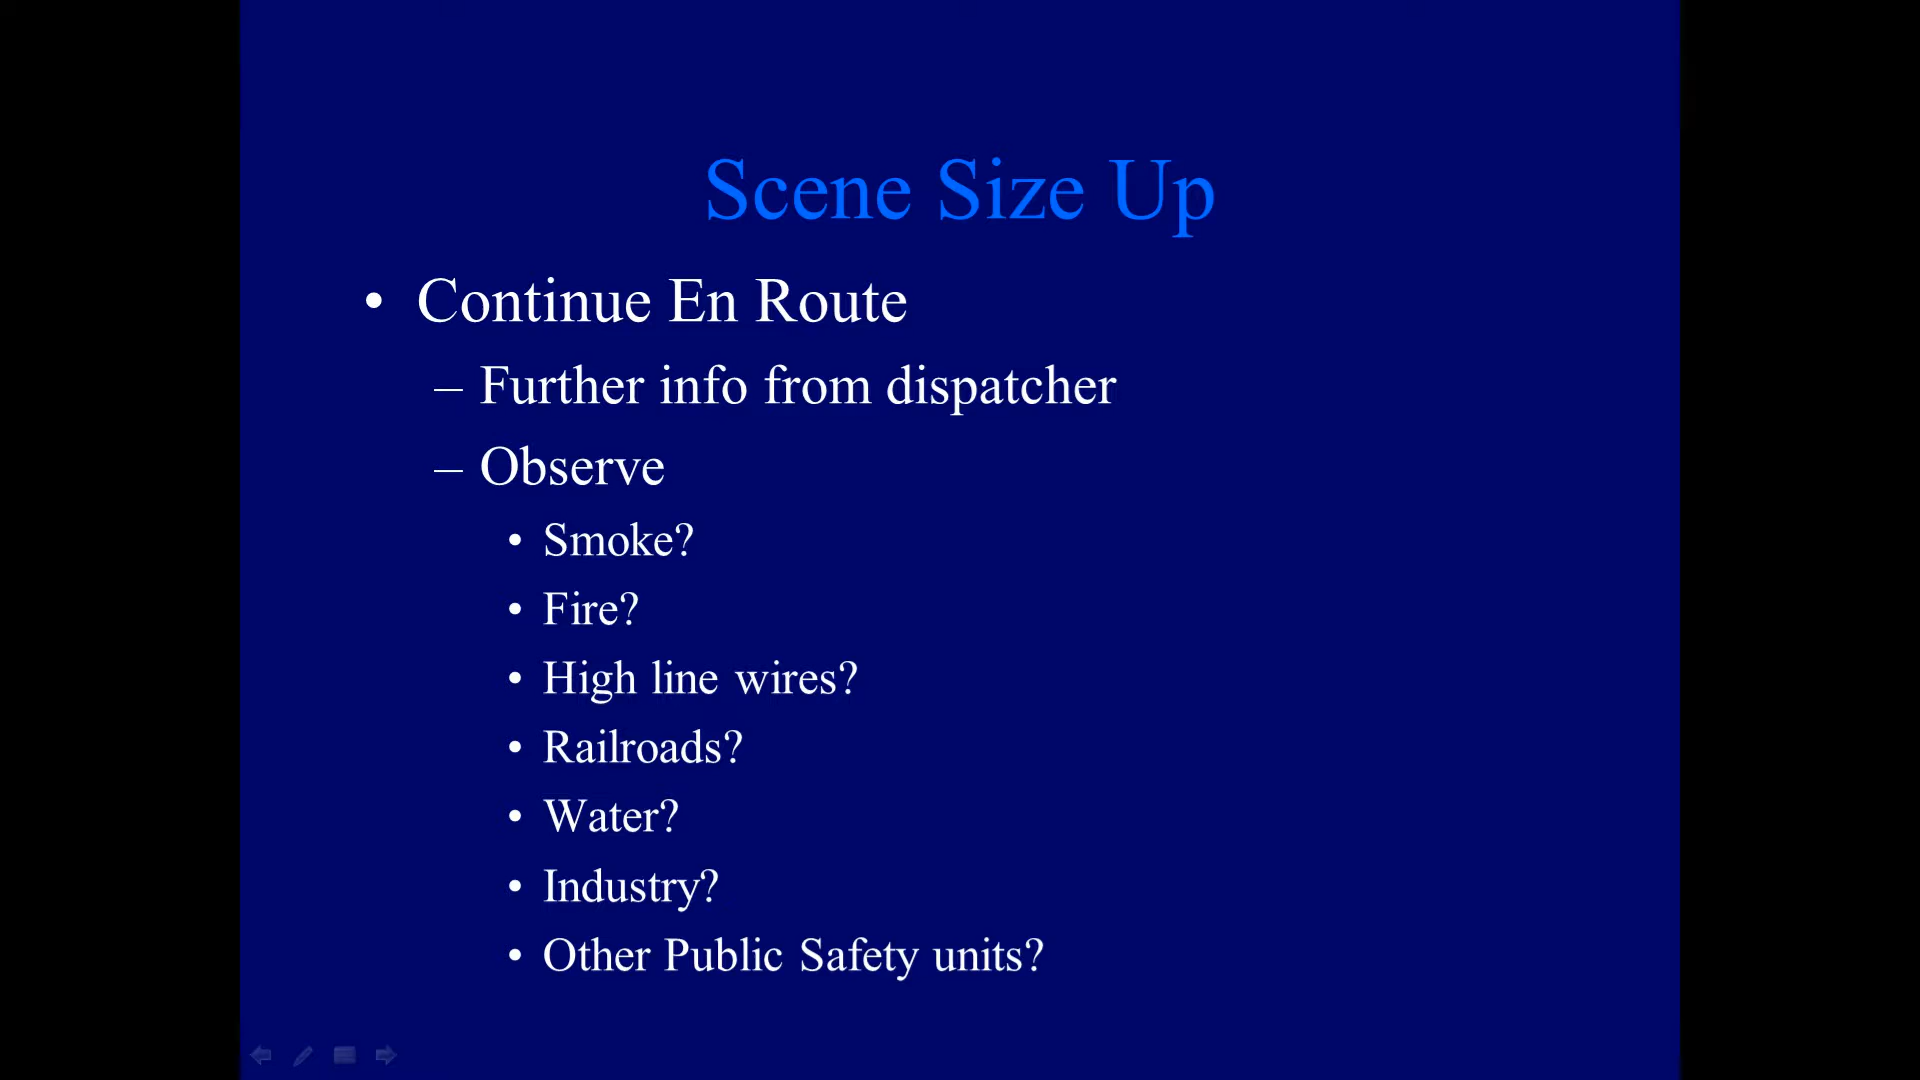 Scene Size Up
• Continue En Route
– Further info from dispatcher
– Observe
• Smoke?
• Fire?
• High line wires?
• Railroads?
• Water?
• Industry?
• Other Public Safety units?